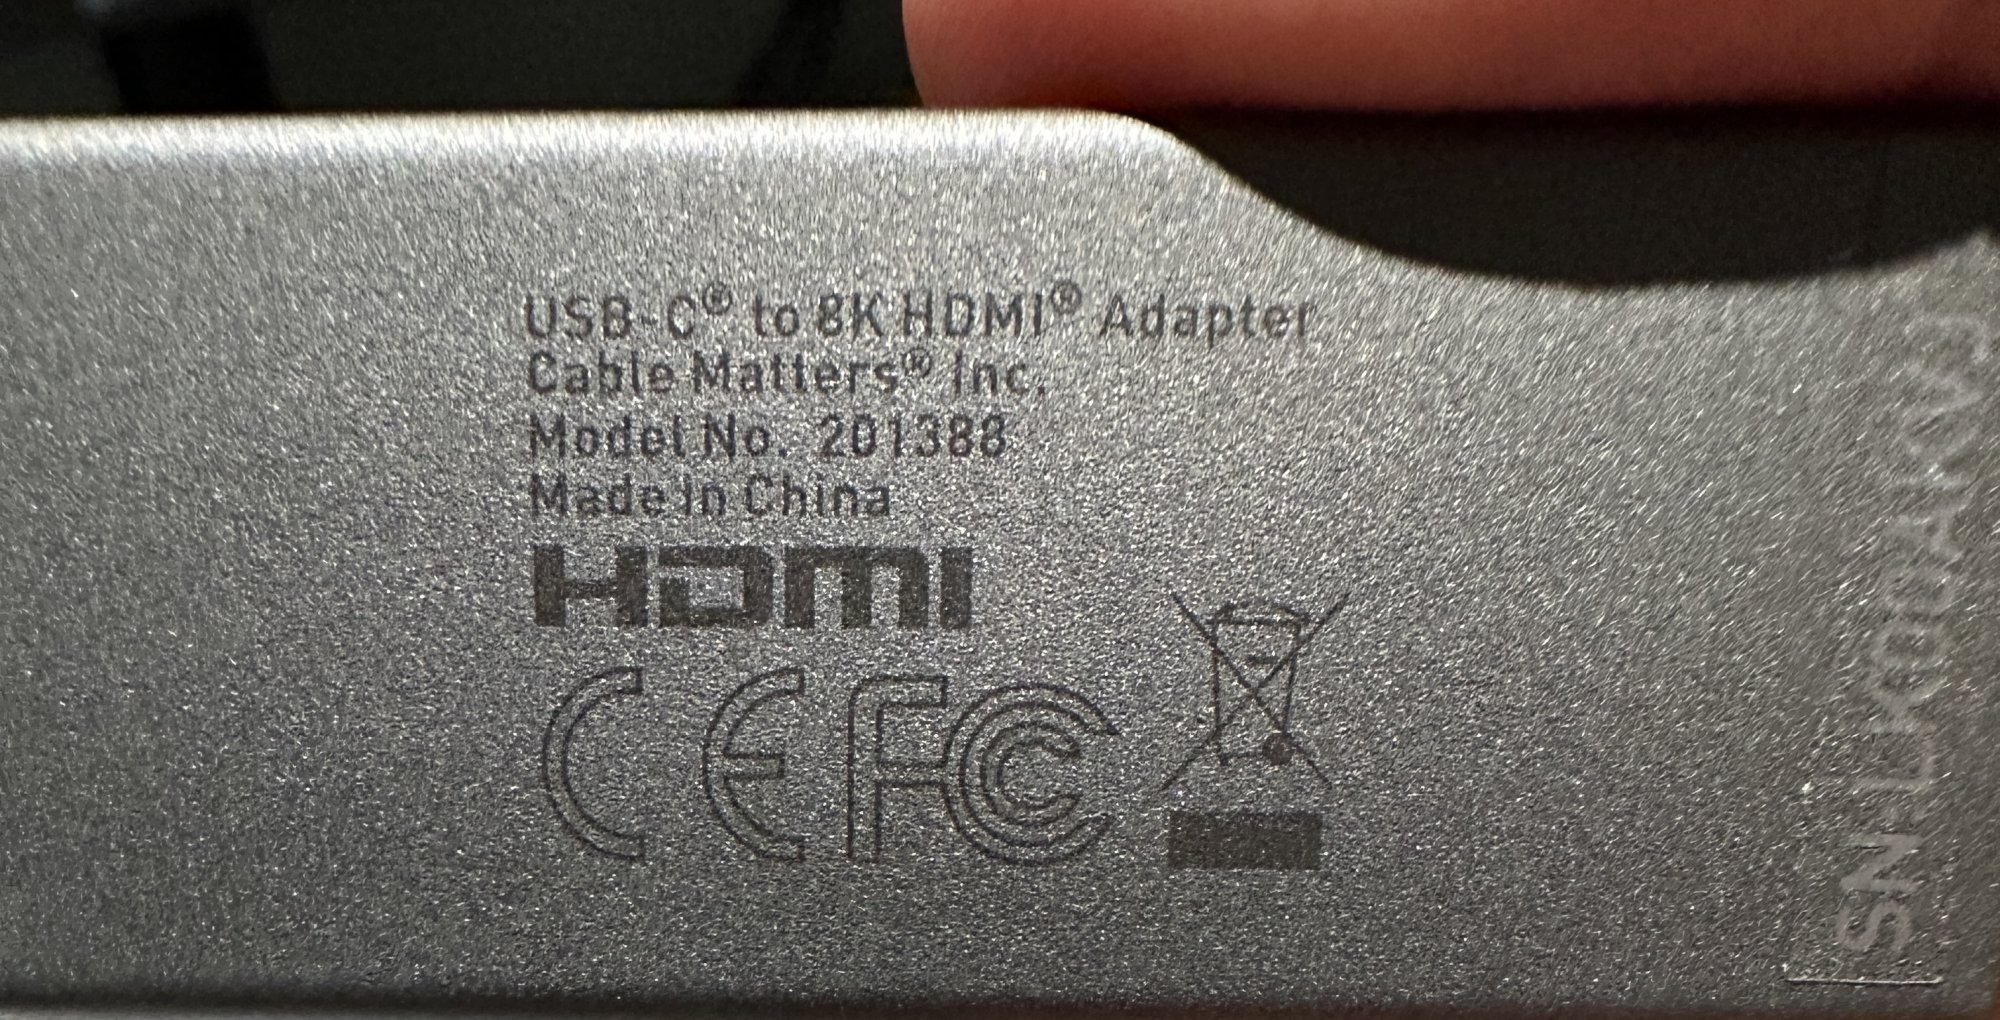 USB-C® to 8K HDMI® Adapter
Cable Matters® Inc.
Model No. 201388
Made in China
HDMI
CE FC